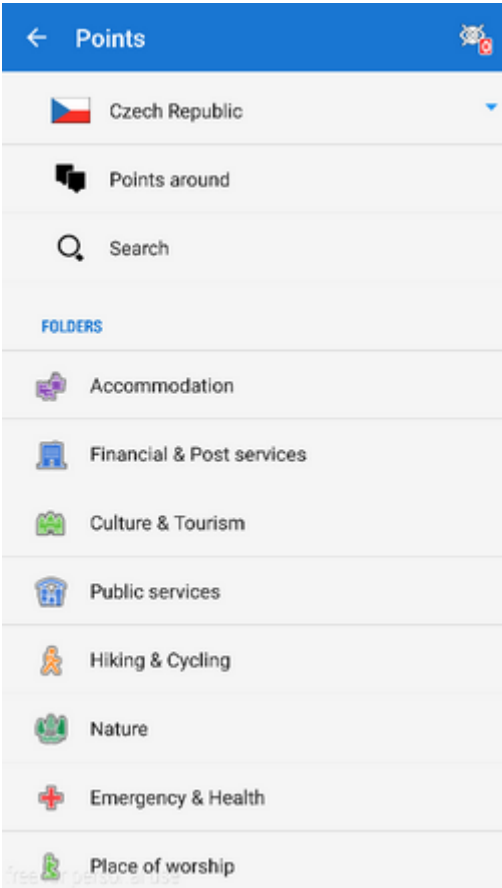 Points
0
Czech Republic
Points around
Search
FOLDERS
Accommodation
Financial & Post services
Culture & Tourism
Public services
Hiking & Cycling
Nature
Emergency & Health
Place of worship